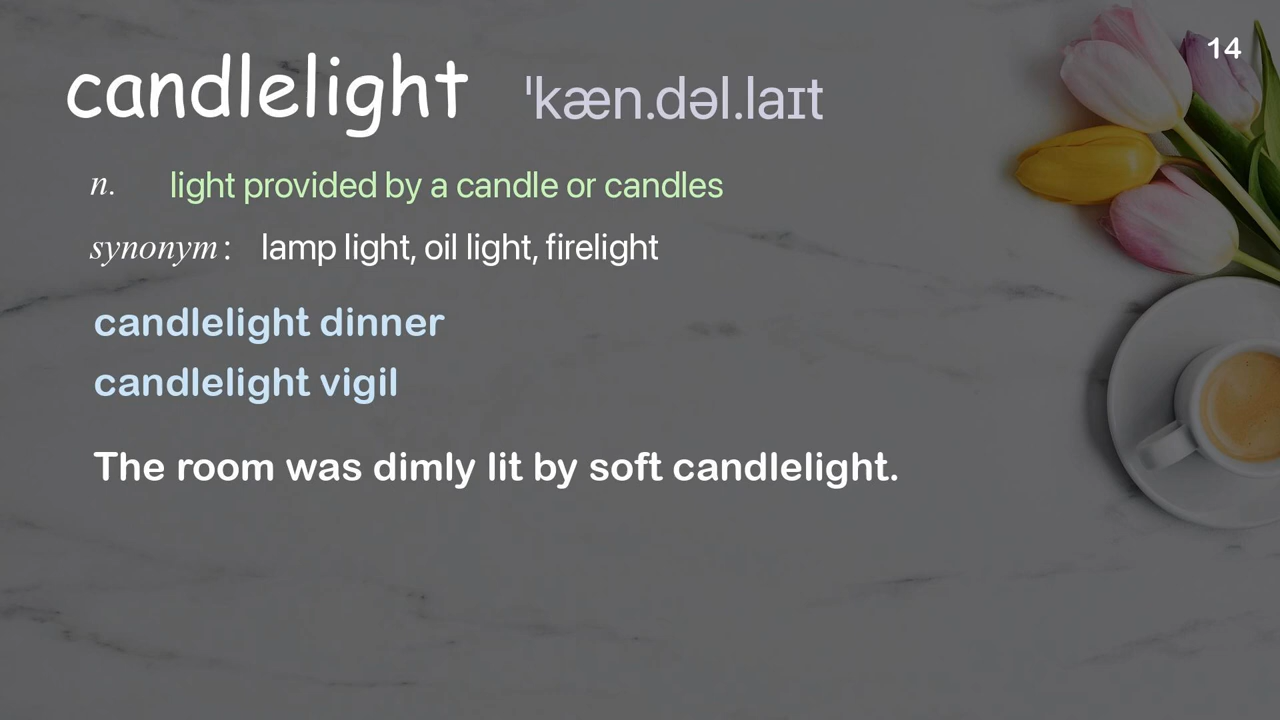 14
candlelight ˈkæn.dəl.laɪt
n. light provided by a candle or candles
synonym: lamp light, oil light, firelight
candlelight dinner
candlelight vigil
The room was dimly lit by soft candlelight.